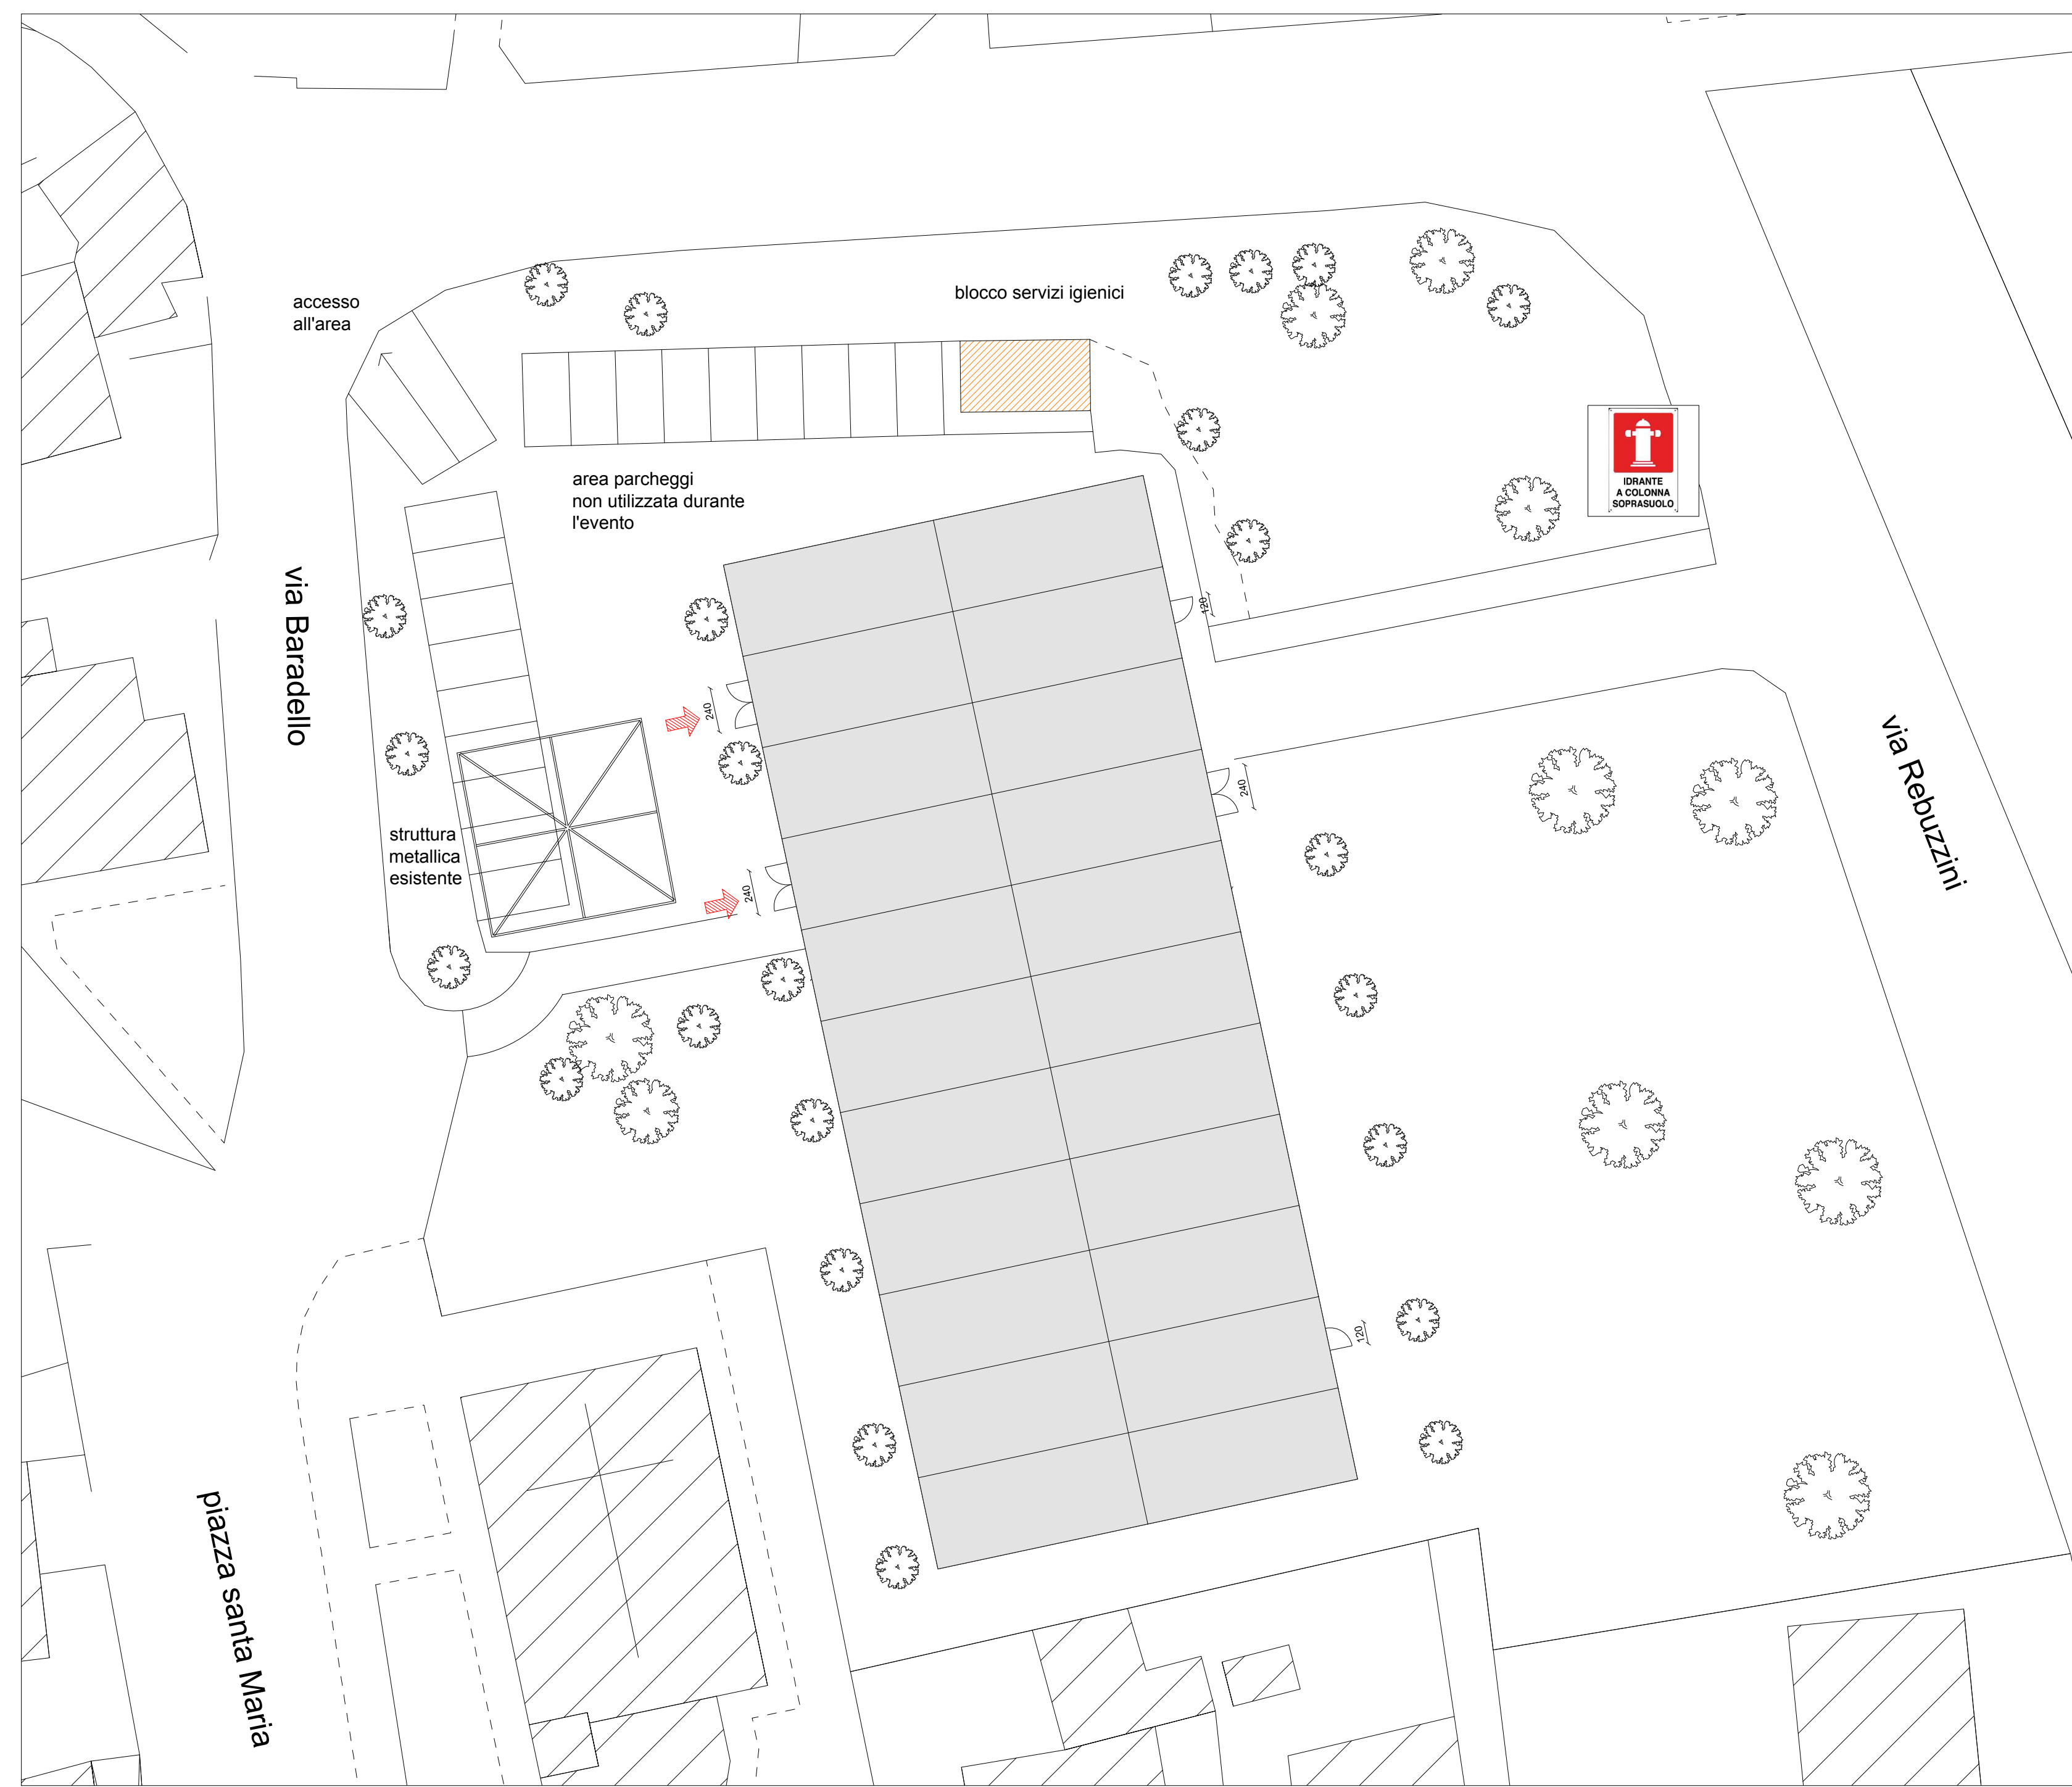 accesso
all'area
blocco servizi igienici
area parcheggi
non utilizzata durante
l'evento
IDRANTE
A COLONNA
SOPRASUOLO
via Baradello
120
240
240
via Rebuzzini
struttura
metallica
esistente
240
120
piazza santa Maria